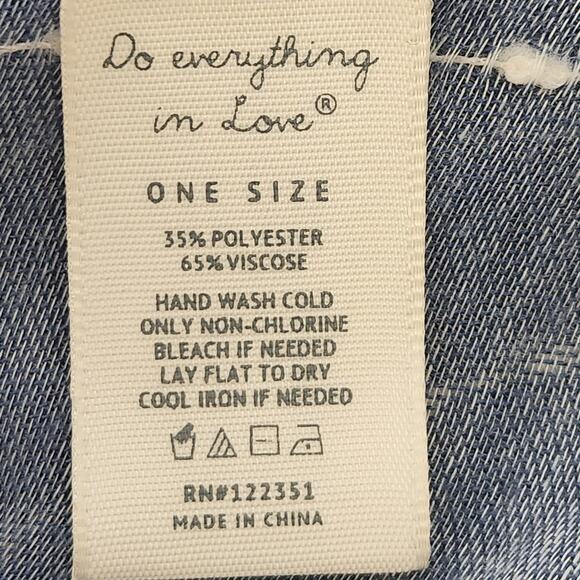 Do everything
in Love®
ONE SIZE
35% POLYESTER
65% VISCOSE
HAND WASH COLD
ONLY NON-CHLORINE
BLEACH IF NEEDED
LAY FLAT TO DRY
COOL IRON IF NEEDED
RN#122351
MADE IN CHINA